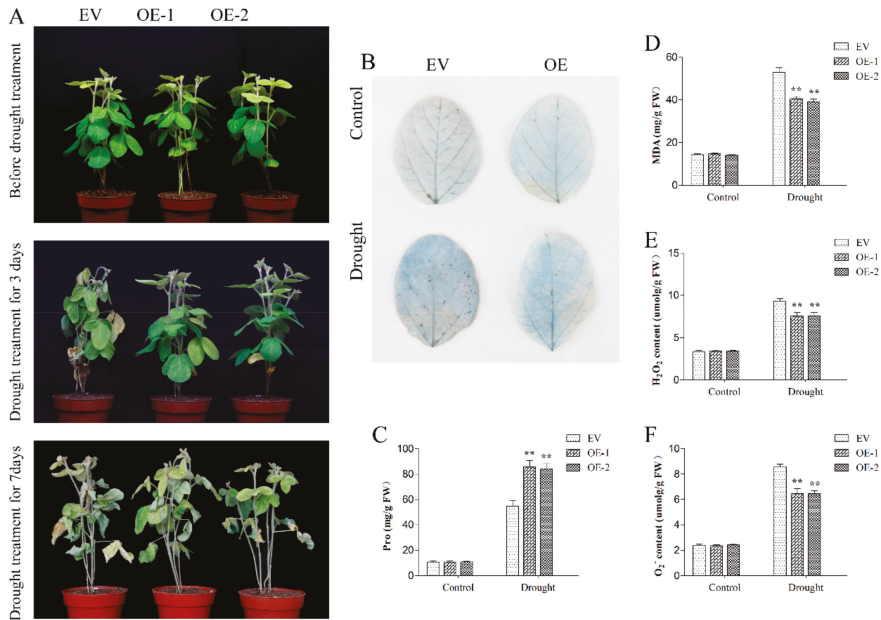 A
EV OE-1 OE-2
Before drought treatment
Drought treatment for 3 days
Drought treatment for 7days
B
EV OE
Control
Drought
C
Pro (mg/g FW)
100
80
60
40
20
0
** **
Control Drought
EV
OE-1
OE-2
D
MDA (mg/g FW)
60
40
20
0
** **
Control Drought
EV
OE-1
OE-2
E
H₂O₂ content (umolg/g FW)
15
10
5
0
** **
Control Drought
EV
OE-1
OE-2
F
O₂⁻ content (umolg/g FW)
10
8
6
4
2
0
** **
Control Drought
EV
OE-1
OE-2